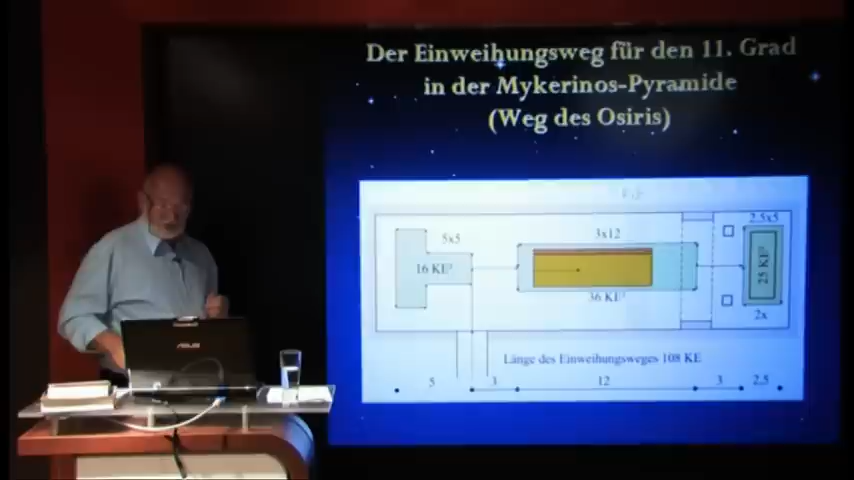 Der Einweihungsweg für den 11. Grad
in der Mykerinos-Pyramide
(Weg des Osiris)
5x5
3x12
2.5x5
16 KE²
25 KE²
36 KE²
2x
Länge des Einweihungsweges 108 KE
5
3
12
3
2.5
ASUS